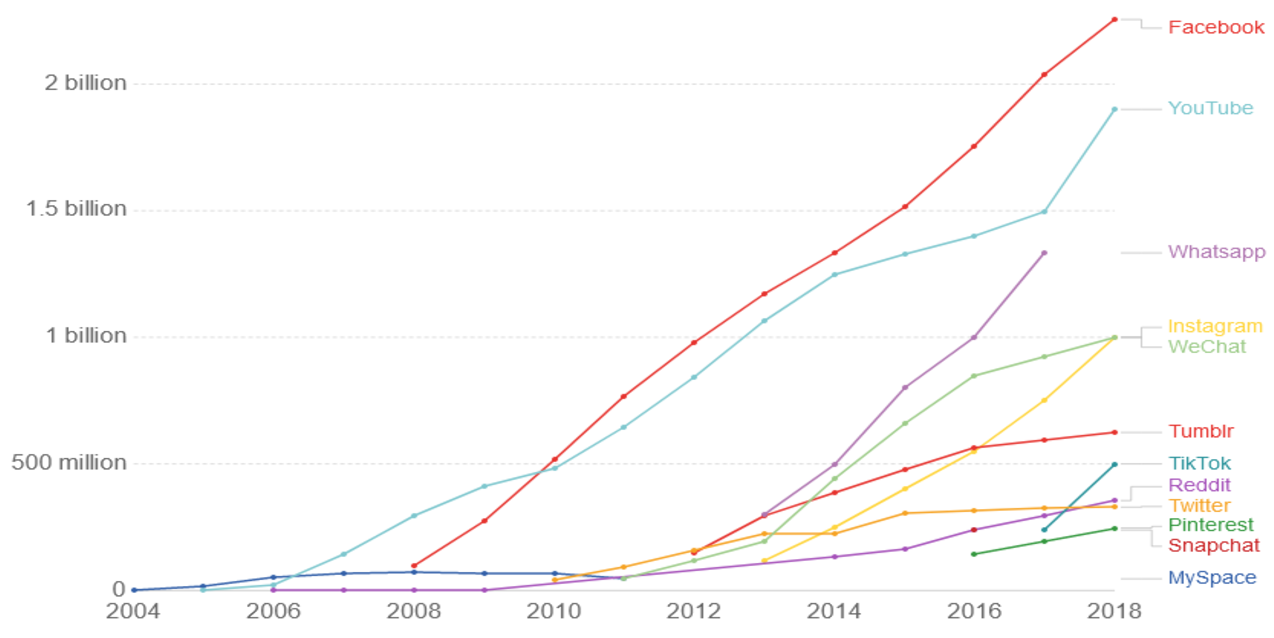 Facebook
2 billion
YouTube
1.5 billion
Whatsapp
1 billion
Instagram
WeChat
Tumblr
500 million
TikTok
Reddit
Twitter
Pinterest
Snapchat
MySpace
0
2004 2006 2008 2010 2012 2014 2016 2018